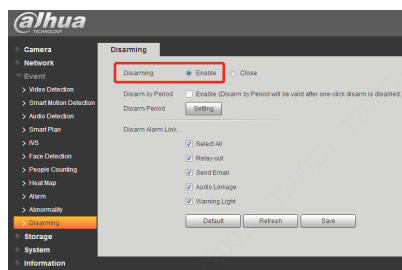 alhua
TECHNOLOGY
Camera
Network
Event
Video Detection
Smart Motion Detection
Audio Detection
Smart Plan
IVS
Face Detection
People Counting
Heat Map
Alarm
Abnormality
Disarming
Storage
System
Information
Disarming
Disarming Enable Close
Disarm by Period Enable (Disarm by Period will be valid after one-click disarm is disabled.
Disarm Period Setting
Disarm Alarm Link...
Select All
Relay-out
Send Email
Audio Linkage
Warning Light
Default Refresh Save